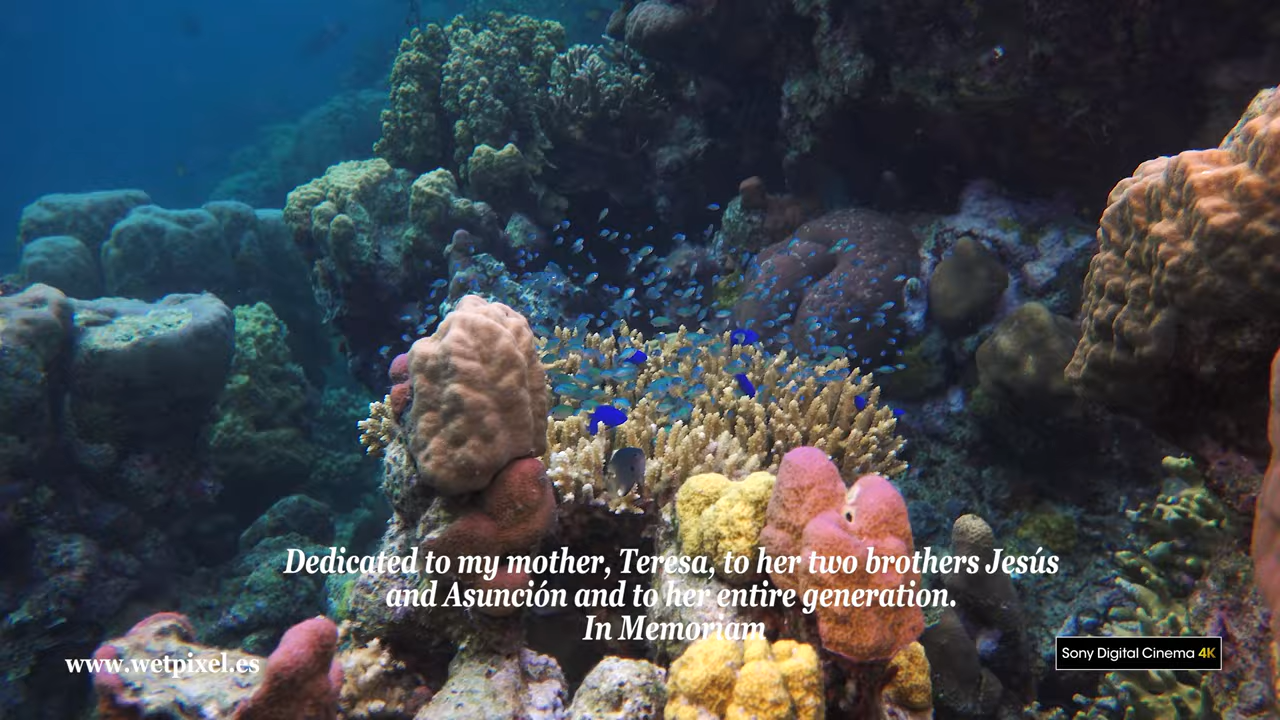 Dedicated to my mother, Teresa, to her two brothers Jesús
and Asunción and to her entire generation.
In Memoriam
www.wetpixel.es
Sony Digital Cinema 4K